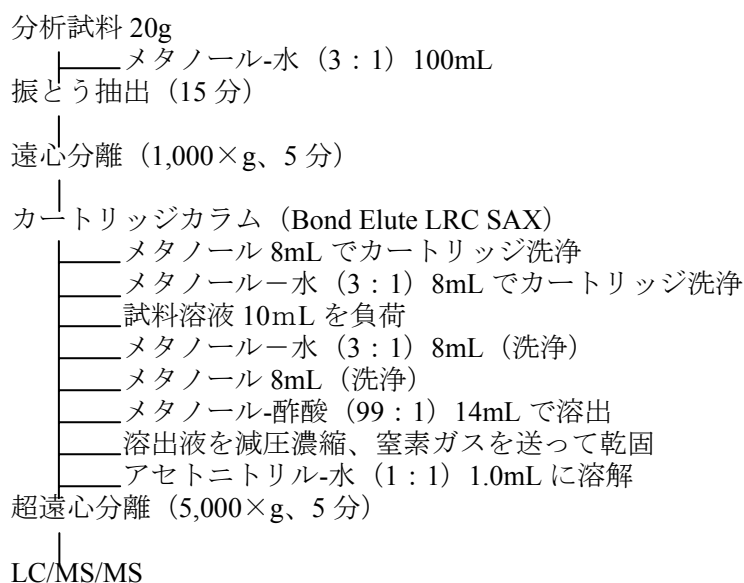 分析試料 20g
メタノール-水（3：1）100mL
振とう抽出（15 分）
遠心分離（1,000×g、5 分）
カートリッジカラム（Bond Elute LRC SAX）
メタノール 8mL でカートリッジ洗浄
メタノール－水（3：1）8mL でカートリッジ洗浄
試料溶液 10ｍL を負荷
メタノール－水（3：1）8mL（洗浄）
メタノール 8mL（洗浄）
メタノール-酢酸（99：1）14mL で溶出
溶出液を減圧濃縮、窒素ガスを送って乾固
アセトニトリル-水（1：1）1.0mL に溶解
超遠心分離（5,000×g、5 分）
LC/MS/MS